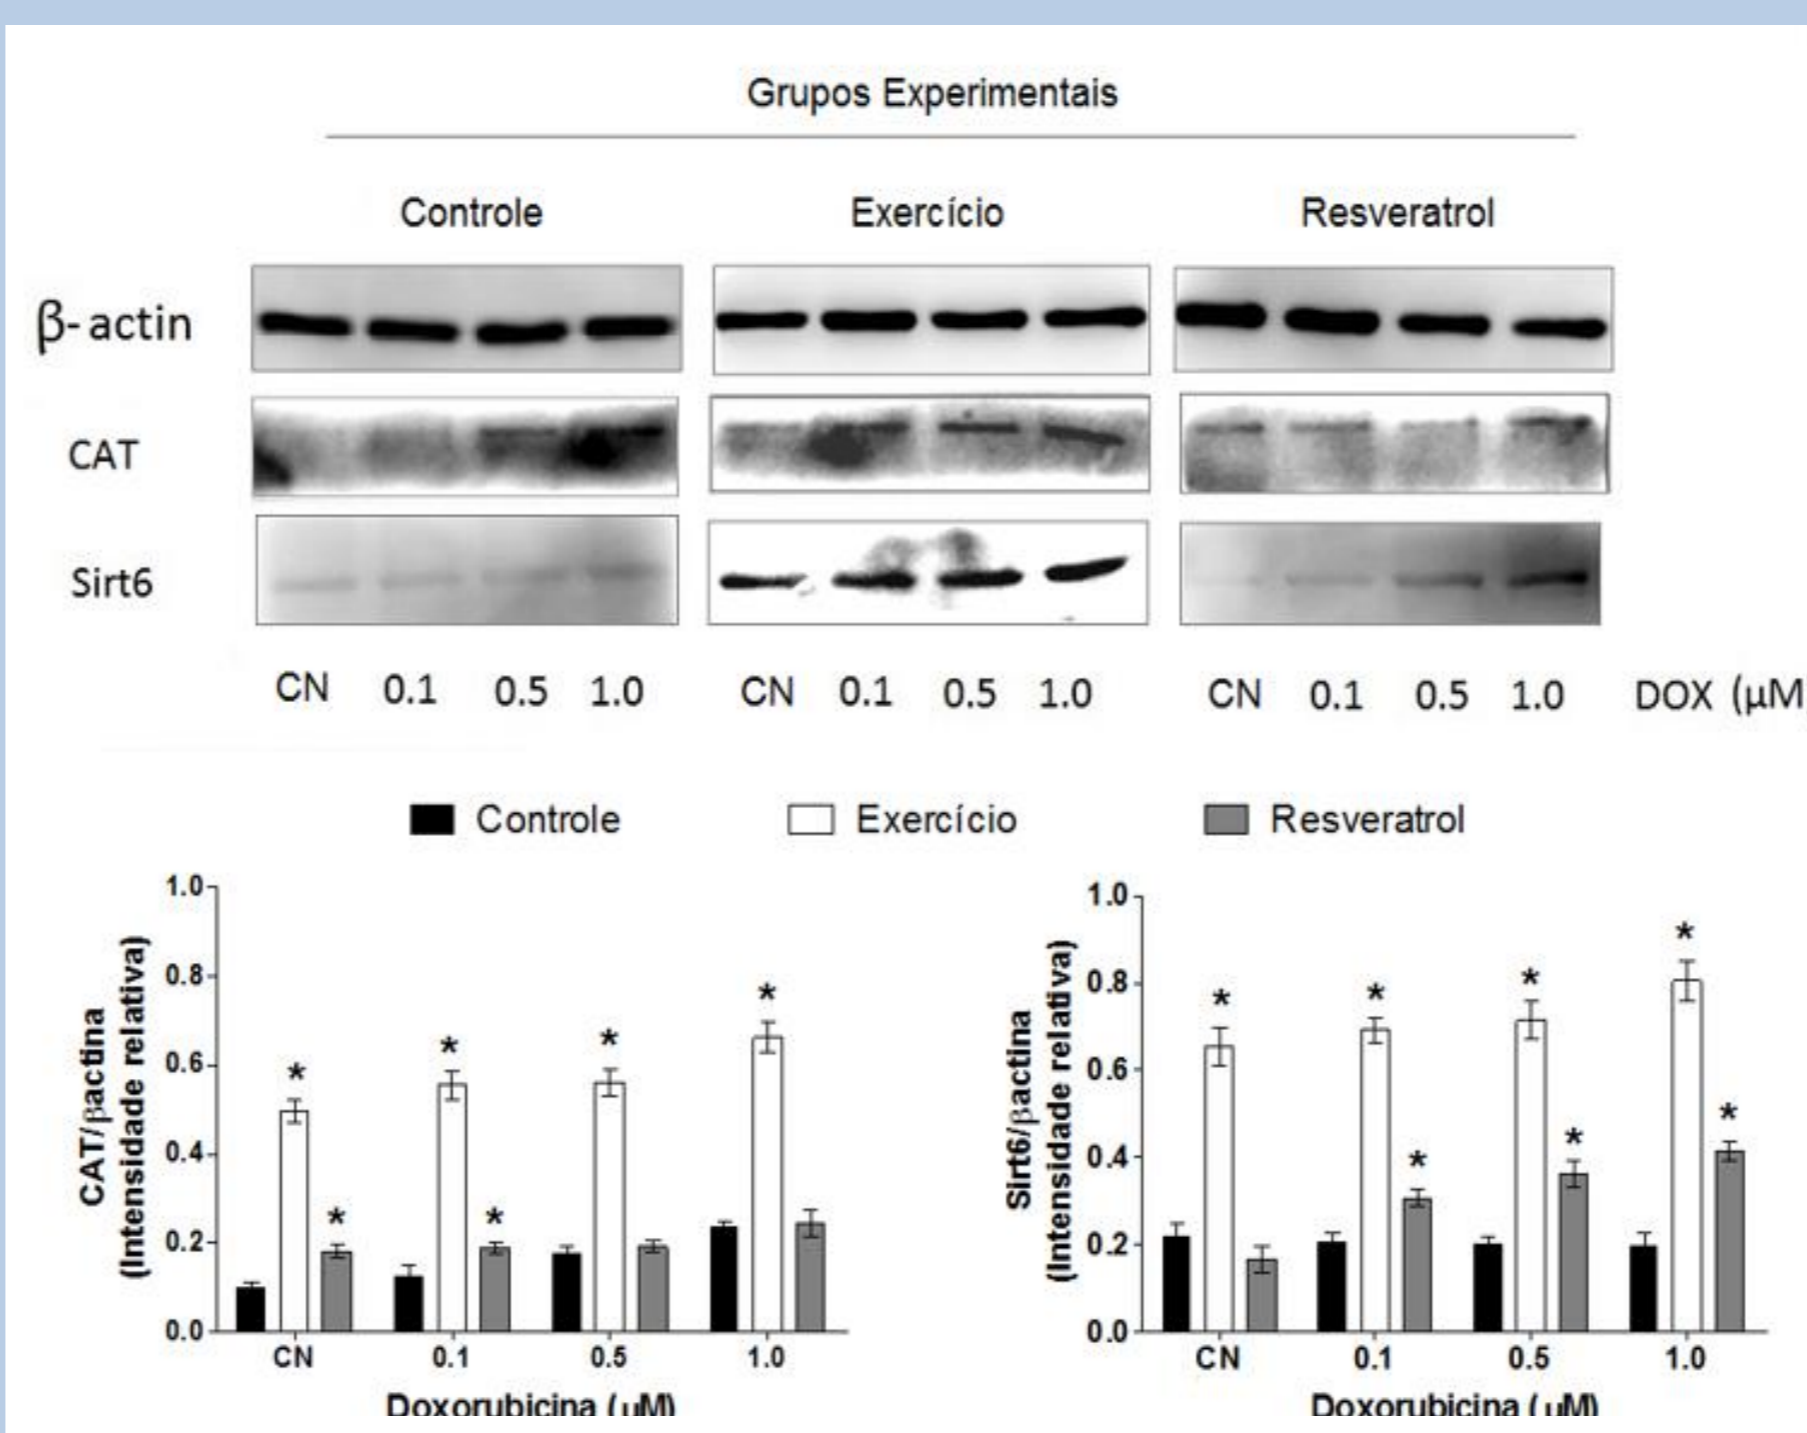 Grupos Experimentais
Controle Exercício Resveratrol
β-actin
CAT
Sirt6
CN 0.1 0.5 1.0 CN 0.1 0.5 1.0 CN 0.1 0.5 1.0 DOX (μM
Controle Exercício Resveratrol
CAT/βactina
(Intensidade relativa)
1.0
0.8
0.6
0.4
0.2
0.0
* * * * * *
CN 0.1 0.5 1.0
Doxorubicina (μM)
Sirt6/βactina
(Intensidade relativa)
1.0
0.8
0.6
0.4
0.2
0.0
* * * * * * *
CN 0.1 0.5 1.0
Doxorubicina (μM)